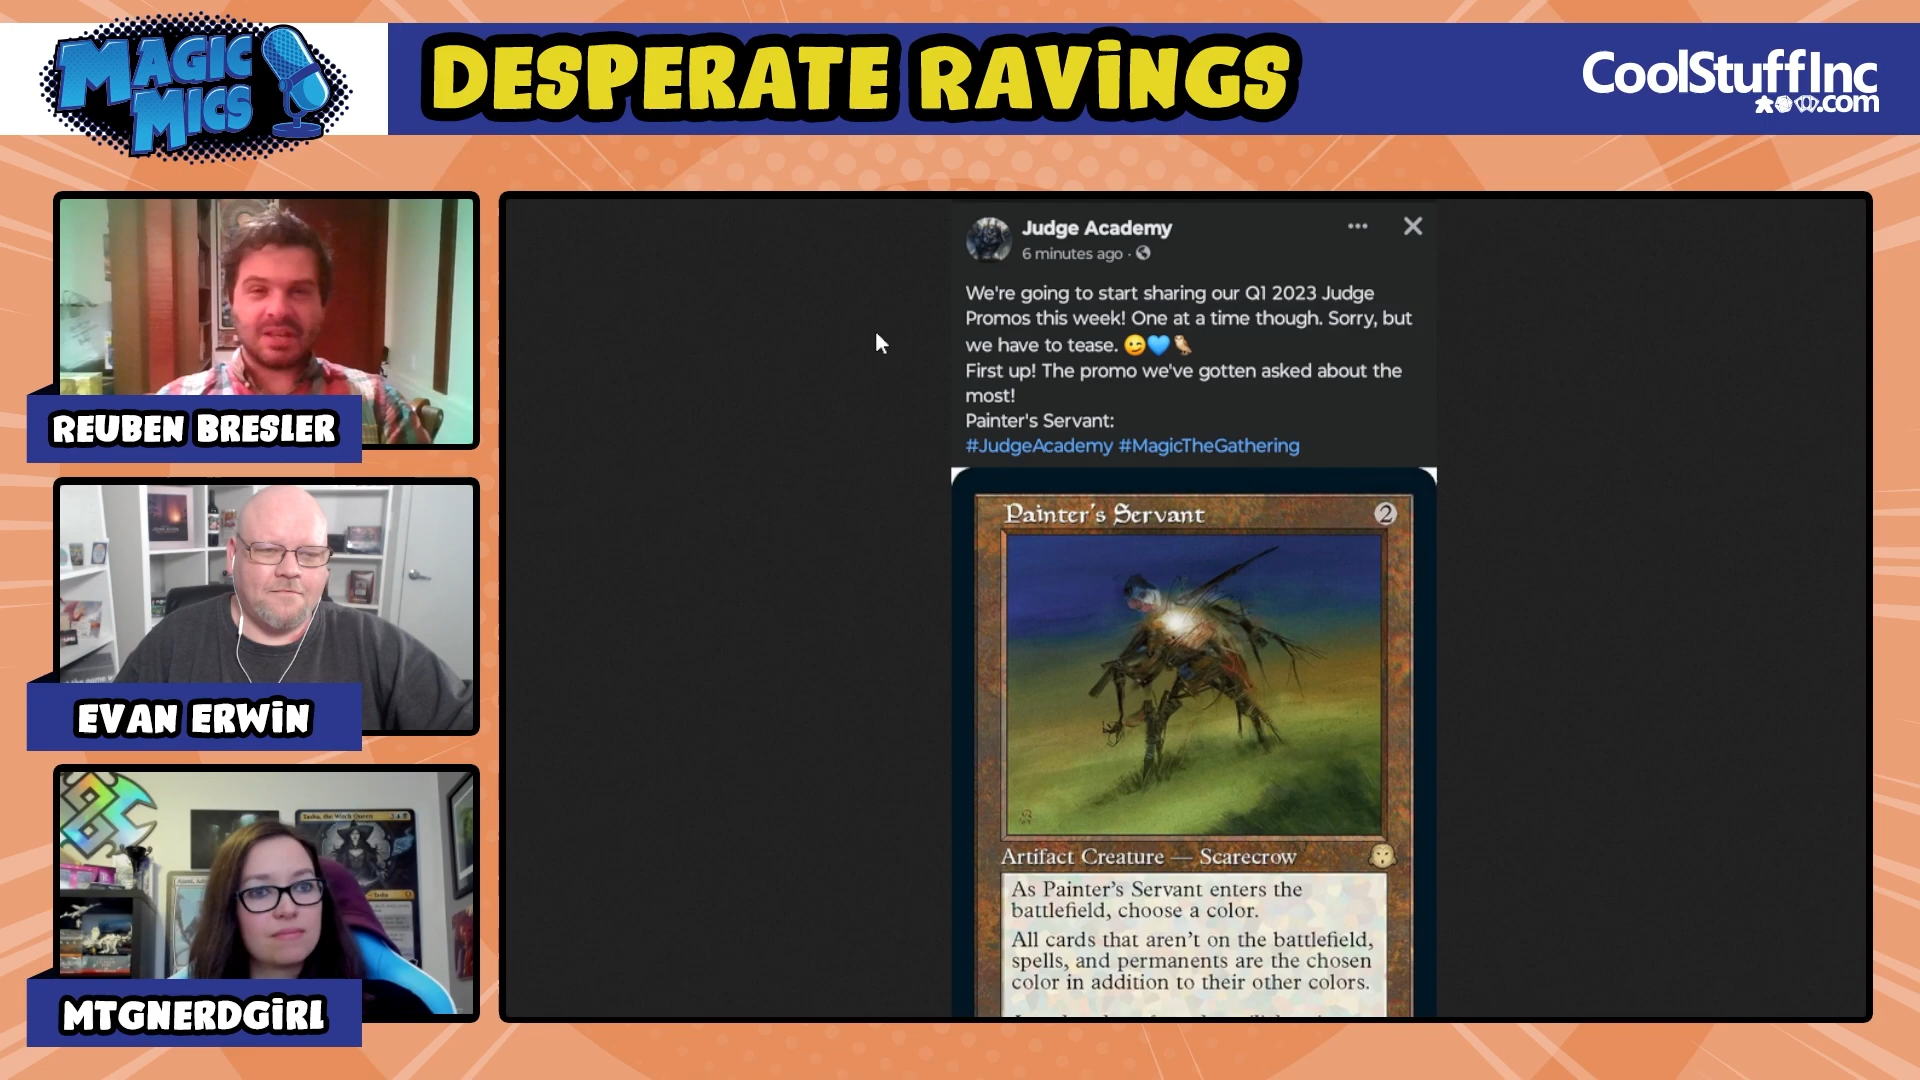 MAGIC
MICS
DESPERATE RAVINGS
CoolStuffInc
.com
REUBEN BRESLER
EVAN ERWIN
Tasha, the Witch Queen
MTGNERDGIRL
Judge Academy
6 minutes ago ·
We're going to start sharing our Q1 2023 Judge
Promos this week! One at a time though. Sorry, but
we have to tease. 😉💙🦉
First up! The promo we've gotten asked about the
most!
Painter's Servant:
#JudgeAcademy #MagicTheGathering
Painter's Servant 2
Artifact Creature — Scarecrow
As Painter's Servant enters the
battlefield, choose a color.
All cards that aren't on the battlefield,
spells, and permanents are the chosen
color in addition to their other colors.